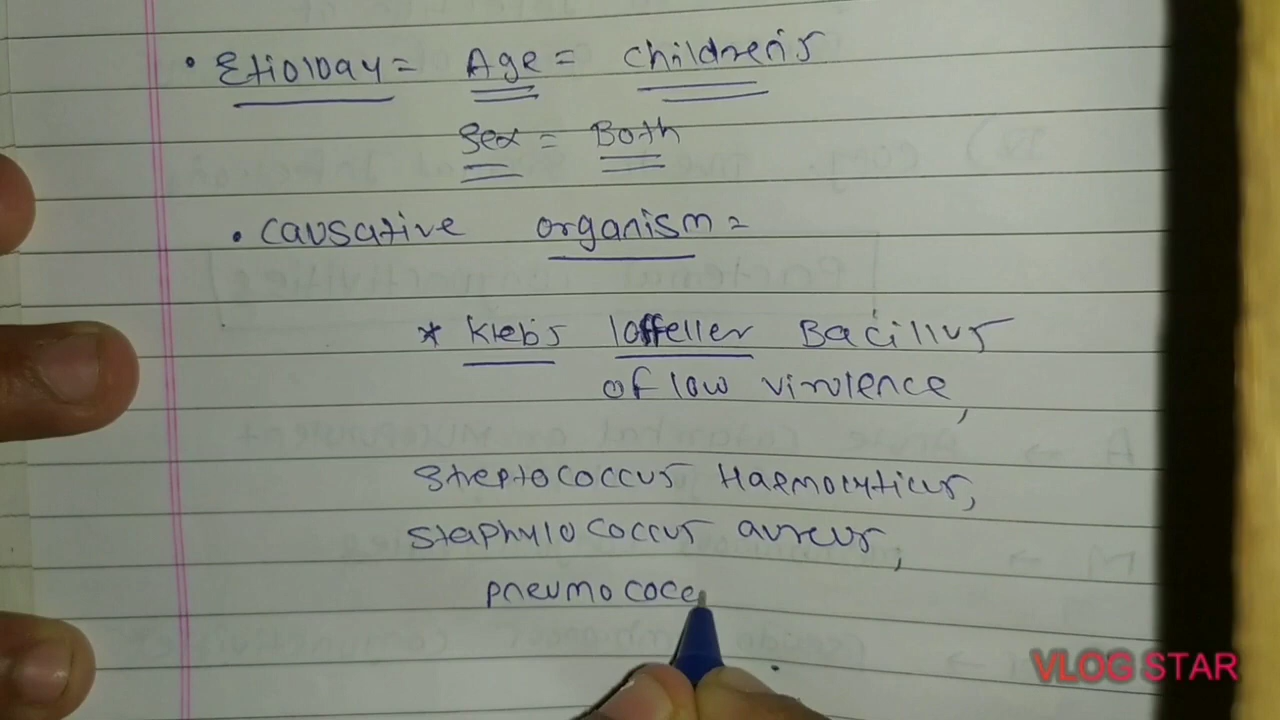 • Etiology = Age = Children's
Sex = Both
• Causative organism =
* Klebs loffeller Bacillus
of low virulence,
Streptococcus Haemolyticus,
Staphylococcus aureus,
pneumococc
VLOG STAR